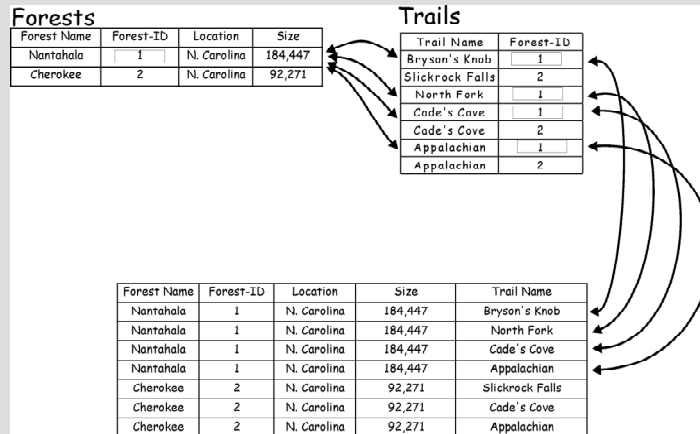 Forests
Forest Name Forest-ID Location Size
Nantahala 1 N. Carolina 184,447
Cherokee 2 N. Carolina 92,271
Trails
Trail Name Forest-ID
Bryson's Knob 1
Slickrock Falls 2
North Fork 1
Cade's Cove 1
Cade's Cove 2
Appalachian 1
Appalachian 2
Forest Name Forest-ID Location Size Trail Name
Nantahala 1 N. Carolina 184,447 Bryson's Knob
Nantahala 1 N. Carolina 184,447 North Fork
Nantahala 1 N. Carolina 184,447 Cade's Cove
Nantahala 1 N. Carolina 184,447 Appalachian
Cherokee 2 N. Carolina 92,271 Slickrock Falls
Cherokee 2 N. Carolina 92,271 Cade's Cove
Cherokee 2 N. Carolina 92,271 Appalachian